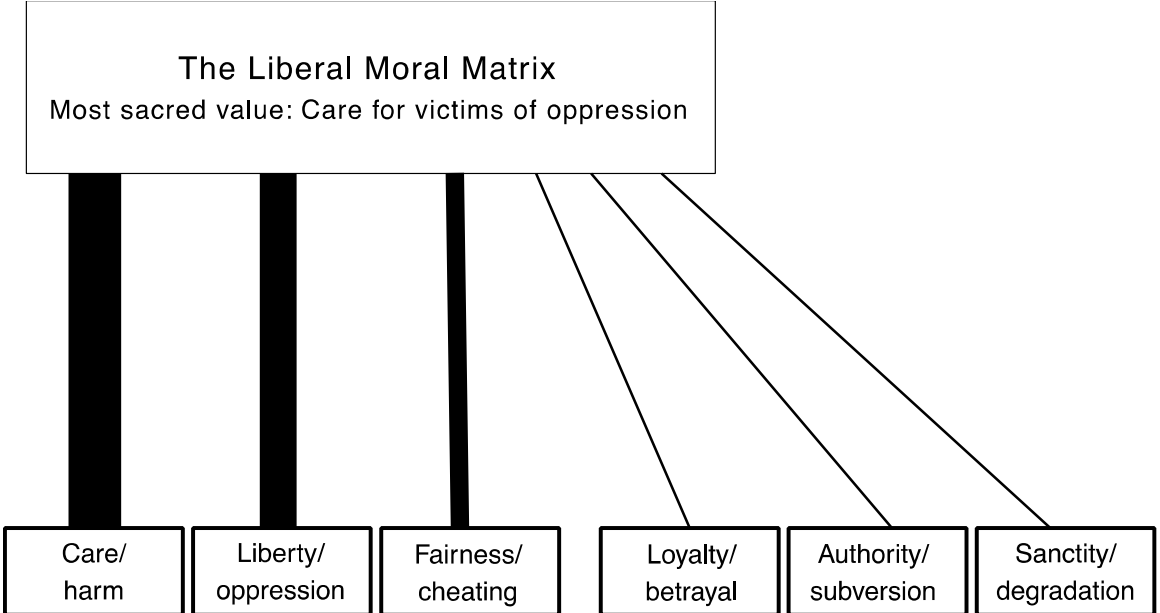 The Liberal Moral Matrix
Most sacred value: Care for victims of oppression
Care/
harm
Liberty/
oppression
Fairness/
cheating
Loyalty/
betrayal
Authority/
subversion
Sanctity/
degradation